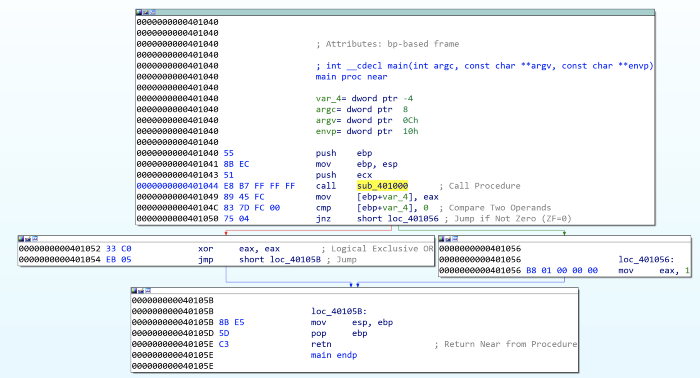 0000000000401040
0000000000401040
0000000000401040 ; Attributes: bp-based frame
0000000000401040
0000000000401040 ; int __cdecl main(int argc, const char **argv, const char **envp)
0000000000401040 main proc near
0000000000401040
0000000000401040 var_4= dword ptr -4
0000000000401040 argc= dword ptr 8
0000000000401040 argv= dword ptr 0Ch
0000000000401040 envp= dword ptr 10h
0000000000401040
0000000000401040 55 push ebp
0000000000401041 8B EC mov ebp, esp
0000000000401043 51 push ecx
0000000000401044 E8 B7 FF FF FF call sub_401000 ; Call Procedure
0000000000401049 89 45 FC mov [ebp+var_4], eax
000000000040104C 83 7D FC 00 cmp [ebp+var_4], 0 ; Compare Two Operands
0000000000401050 75 04 jnz short loc_401056 ; Jump if Not Zero (ZF=0)
0000000000401052 33 C0 xor eax, eax ; Logical Exclusive OR
0000000000401054 EB 05 jmp short loc_40105B ; Jump
0000000000401056
0000000000401056 loc_401056:
0000000000401056 B8 01 00 00 00 mov eax, 1
000000000040105B
000000000040105B loc_40105B:
000000000040105B 8B E5 mov esp, ebp
000000000040105D 5D pop ebp
000000000040105E C3 retn ; Return Near from Procedure
000000000040105E main endp
000000000040105E